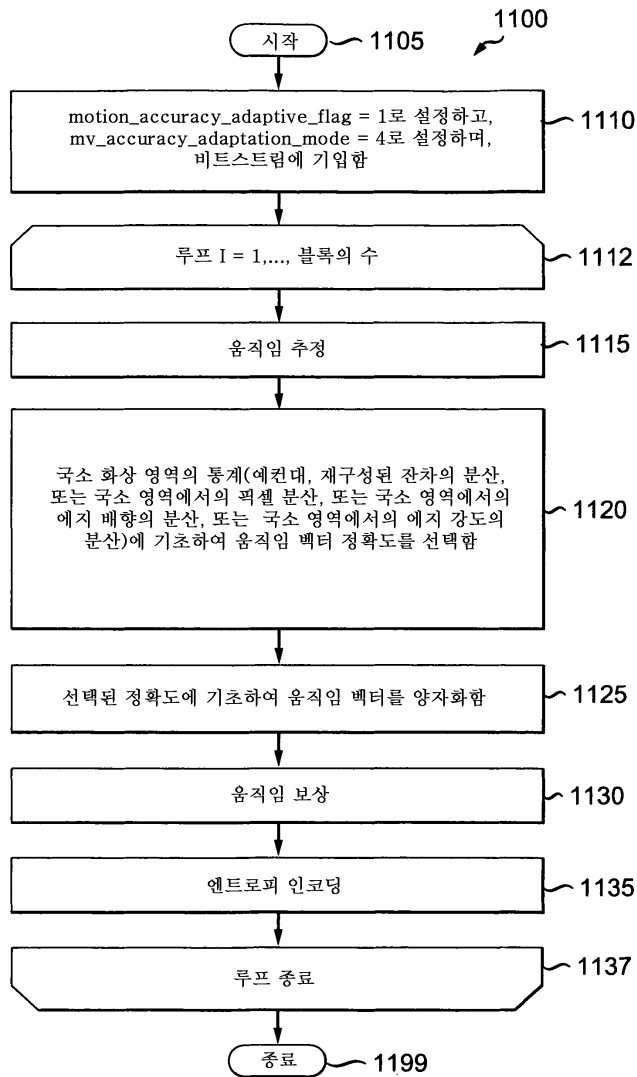 1100
시작
1105
motion_accuracy_adaptive_flag = 1로 설정하고,
mv_accuracy_adaptation_mode = 4로 설정하며,
비트스트림에 기입함
1110
루프 I = 1,..., 블록의 수
1112
움직임 추정
1115
국소 화상 영역의 통계(예컨대, 재구성된 잔차의 분산,
또는 국소 영역에서의 픽셀 분산, 또는 국소 영역에서의
에지 배향의 분산, 또는 국소 영역에서의 에지 강도의
분산)에 기초하여 움직임 벡터 정확도를 선택함
1120
선택된 정확도에 기초하여 움직임 벡터를 양자화함
1125
움직임 보상
1130
엔트로피 인코딩
1135
루프 종료
1137
종료
1199